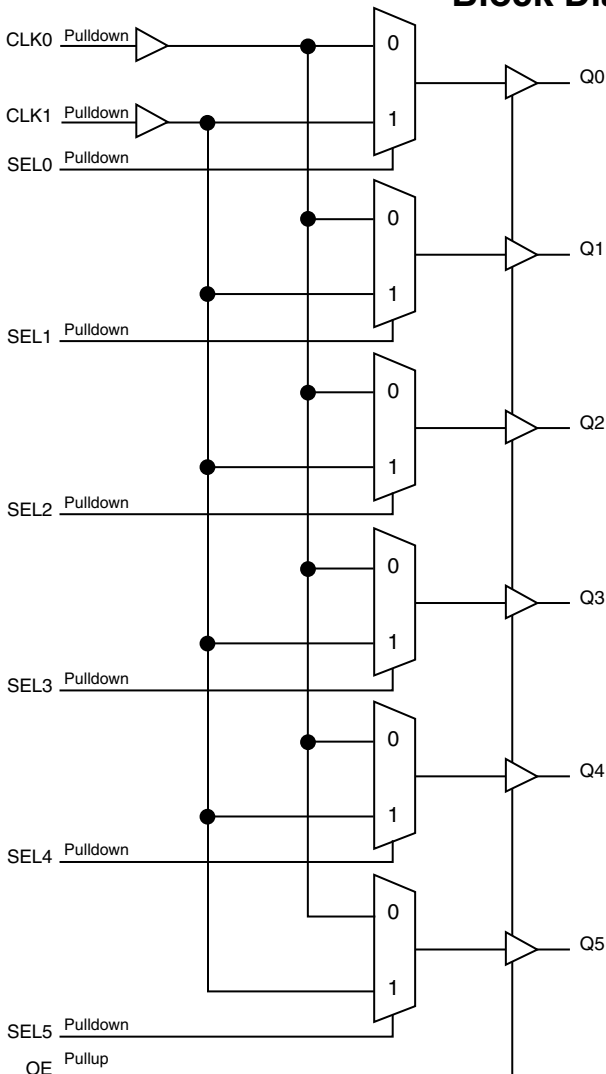 CLK0 Pulldown
0
Q0
CLK1 Pulldown
1
SEL0 Pulldown
0
Q1
1
SEL1 Pulldown
0
Q2
1
SEL2 Pulldown
0
Q3
1
SEL3 Pulldown
0
Q4
1
SEL4 Pulldown
0
Q5
1
SEL5 Pulldown
OE Pullup